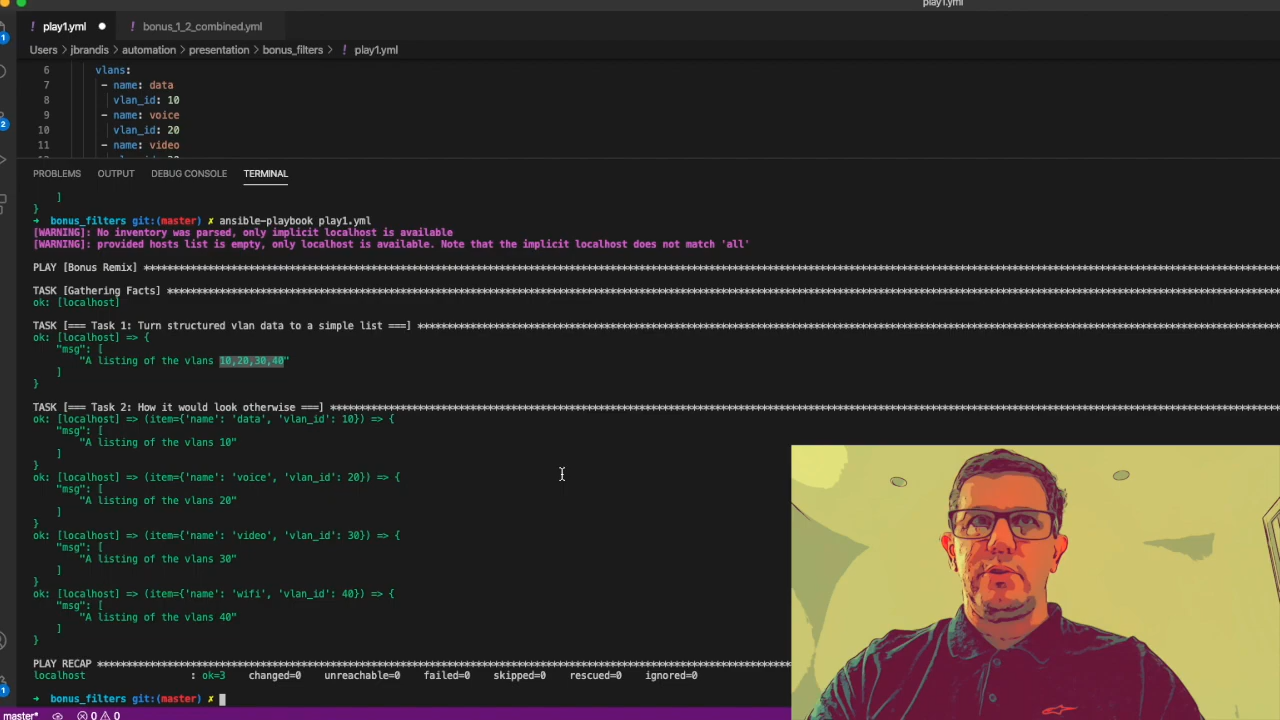 play1.yml
play1.yml
bonus_1_2_combined.yml
Users > jbrandis > automation > presentation > bonus_filters > play1.yml
6 vlans:
7 - name: data
8 vlan_id: 10
9 - name: voice
10 vlan_id: 20
11 - name: video
PROBLEMS OUTPUT DEBUG CONSOLE TERMINAL
]
}
→ bonus_filters git:(master) ✗ ansible-playbook play1.yml
[WARNING]: No inventory was parsed, only implicit localhost is available
[WARNING]: provided hosts list is empty, only localhost is available. Note that the implicit localhost does not match 'all'
PLAY [Bonus Remix] ****************************************************************
TASK [Gathering Facts] ****************************************************************
ok: [localhost]
TASK [=== Task 1: Turn structured vlan data to a simple list ===] ****************************************************************
ok: [localhost] => {
"msg": [
"A listing of the vlans 10,20,30,40"
]
}
TASK [=== Task 2: How it would look otherwise ===] ****************************************************************
ok: [localhost] => (item={'name': 'data', 'vlan_id': 10}) => {
"msg": [
"A listing of the vlans 10"
]
}
ok: [localhost] => (item={'name': 'voice', 'vlan_id': 20}) => {
"msg": [
"A listing of the vlans 20"
]
}
ok: [localhost] => (item={'name': 'video', 'vlan_id': 30}) => {
"msg": [
"A listing of the vlans 30"
]
}
ok: [localhost] => (item={'name': 'wifi', 'vlan_id': 40}) => {
"msg": [
"A listing of the vlans 40"
]
}
PLAY RECAP ****************************************************************
localhost : ok=3 changed=0 unreachable=0 failed=0 skipped=0 rescued=0 ignored=0
→ bonus_filters git:(master) ✗
master* 0 0